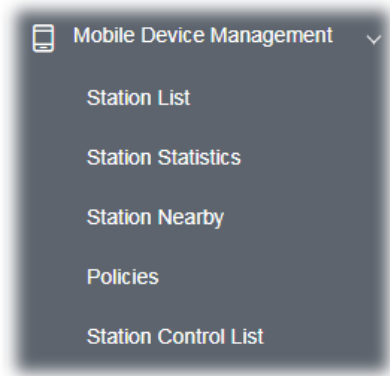 Mobile Device Management
Station List
Station Statistics
Station Nearby
Policies
Station Control List